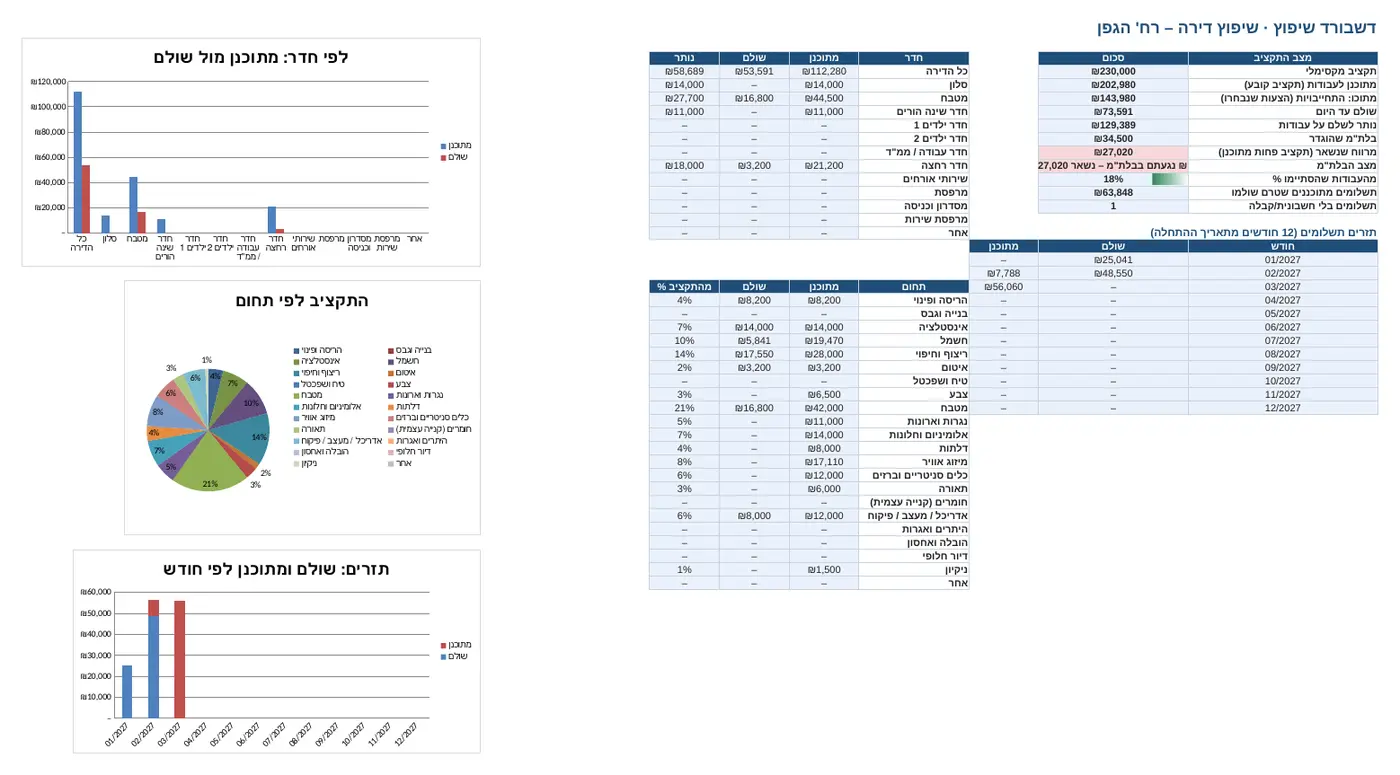 דשבורד שיפוץ · שיפוץ דירה – רח' הגפן
מצב התקציב סכום
תקציב מקסימלי ₪230,000
מתוכנן לעבודות (תקציב קובע) ₪202,980
מתוכו: התחייבויות (הצעות שנבחרו) ₪143,980
שולם עד היום ₪73,591
נותר לשלם על עבודות ₪129,389
בלת"מ שהוגדר ₪34,500
מרווח שנשאר (תקציב פחות מתוכנן) ₪27,020
מצב הבלת"מ ₪ נגעתם בבלת"מ – נשאר 27,020
% מהעבודות שהסתיימו 18%
תשלומים מתוכננים שטרם שולמו ₪63,848
תשלומים בלי חשבונית/קבלה 1
תזרים תשלומים (12 חודשים מתאריך ההתחלה)
חודש שולם מתוכנן
01/2027 ₪25,041 –
02/2027 ₪48,550 ₪7,788
03/2027 – ₪56,060
04/2027 – –
05/2027 – –
06/2027 – –
07/2027 – –
08/2027 – –
09/2027 – –
10/2027 – –
11/2027 – –
12/2027 – –
חדר מתוכנן שולם נותר
כל הדירה ₪112,280 ₪53,591 ₪58,689
סלון ₪14,000 – ₪14,000
מטבח ₪44,500 ₪16,800 ₪27,700
חדר שינה הורים ₪11,000 – ₪11,000
חדר ילדים 1 – – –
חדר ילדים 2 – – –
חדר עבודה / ממ"ד – – –
חדר רחצה ₪21,200 ₪3,200 ₪18,000
שירותי אורחים – – –
מרפסת – – –
מסדרון וכניסה – – –
מרפסת שירות – – –
אחר – – –
תחום מתוכנן שולם % מהתקציב
הריסה ופינוי ₪8,200 ₪8,200 4%
בנייה וגבס – – –
אינסטלציה ₪14,000 ₪14,000 7%
חשמל ₪19,470 ₪5,841 10%
ריצוף וחיפוי ₪28,000 ₪17,550 14%
איטום ₪3,200 ₪3,200 2%
טיח ושפכטל – – –
צבע ₪6,500 – 3%
מטבח ₪42,000 ₪16,800 21%
נגרות וארונות ₪11,000 – 5%
אלומיניום וחלונות ₪14,000 – 7%
דלתות ₪8,000 – 4%
מיזוג אוויר ₪17,110 – 8%
כלים סניטריים וברזים ₪12,000 – 6%
תאורה ₪6,000 – 3%
חומרים (קנייה עצמית) – – –
אדריכל / מעצב / פיקוח ₪12,000 ₪8,000 6%
היתרים ואגרות – – –
הובלה ואחסון – – –
דיור חלופי – – –
ניקיון ₪1,500 – 1%
אחר – – –
לפי חדר: מתוכנן מול שולם
₪120,000
₪100,000
₪80,000
₪60,000
₪40,000
₪20,000
–
מתוכנן
שולם
כל הדירה
סלון
מטבח
חדר שינה הורים
חדר ילדים 1
חדר ילדים 2
חדר עבודה / ממ"ד
חדר רחצה
שירותי אורחים
מרפסת
מסדרון וכניסה
מרפסת שירות
אחר
התקציב לפי תחום
הריסה ופינוי בנייה וגבס
אינסטלציה חשמל
ריצוף וחיפוי איטום
טיח ושפכטל צבע
מטבח נגרות וארונות
אלומיניום וחלונות דלתות
מיזוג אוויר כלים סניטריים וברזים
תאורה חומרים (קנייה עצמית)
אדריכל / מעצב / פיקוח היתרים ואגרות
הובלה ואחסון דיור חלופי
ניקיון אחר
4%
7%
10%
14%
2%
3%
21%
5%
7%
4%
8%
6%
3%
6%
1%
תזרים: שולם ומתוכנן לפי חודש
₪60,000
₪50,000
₪40,000
₪30,000
₪20,000
₪10,000
–
מתוכנן
שולם
01/2027
02/2027
03/2027
04/2027
05/2027
06/2027
07/2027
08/2027
09/2027
10/2027
11/2027
12/2027